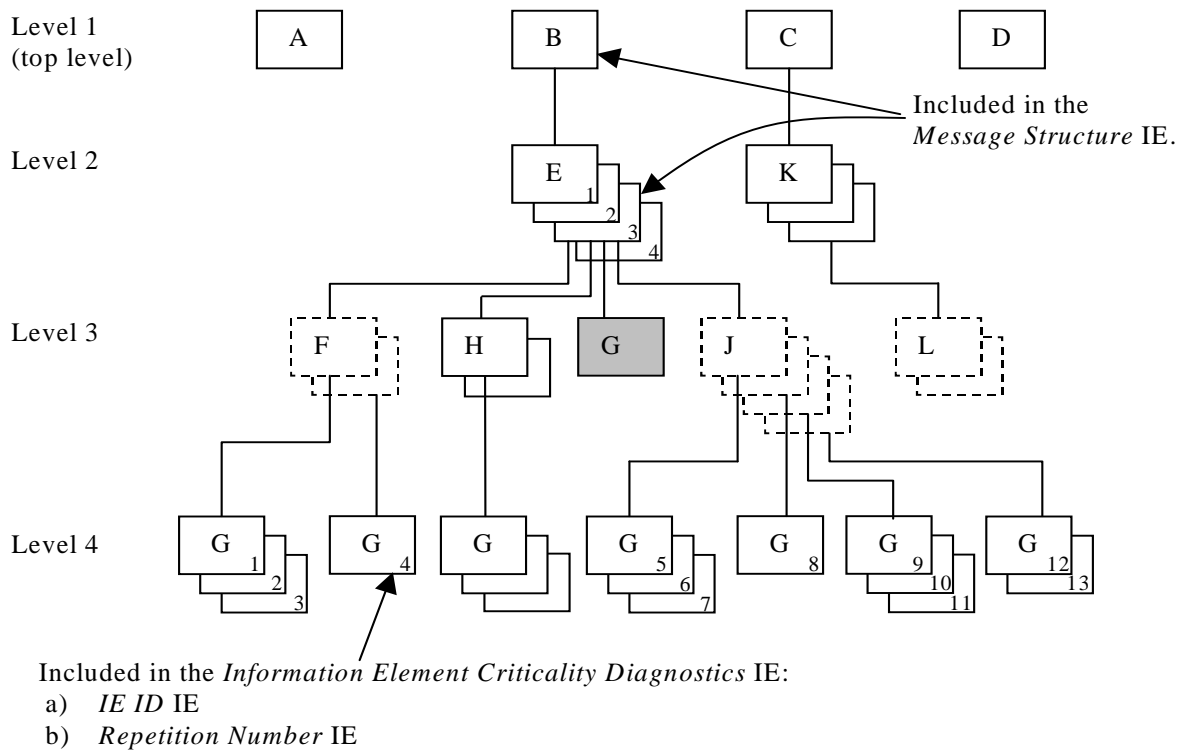 Level 1
(top level)
A
B
C
D
Included in the
Message Structure IE.
Level 2
E
1
2
3
4
K
Level 3
F
H
G
J
L
Level 4
G
1
2
3
G
4
G
G
5
6
7
G
8
G
9
10
11
G
12
13
Included in the Information Element Criticality Diagnostics IE:
a) IE ID IE
b) Repetition Number IE